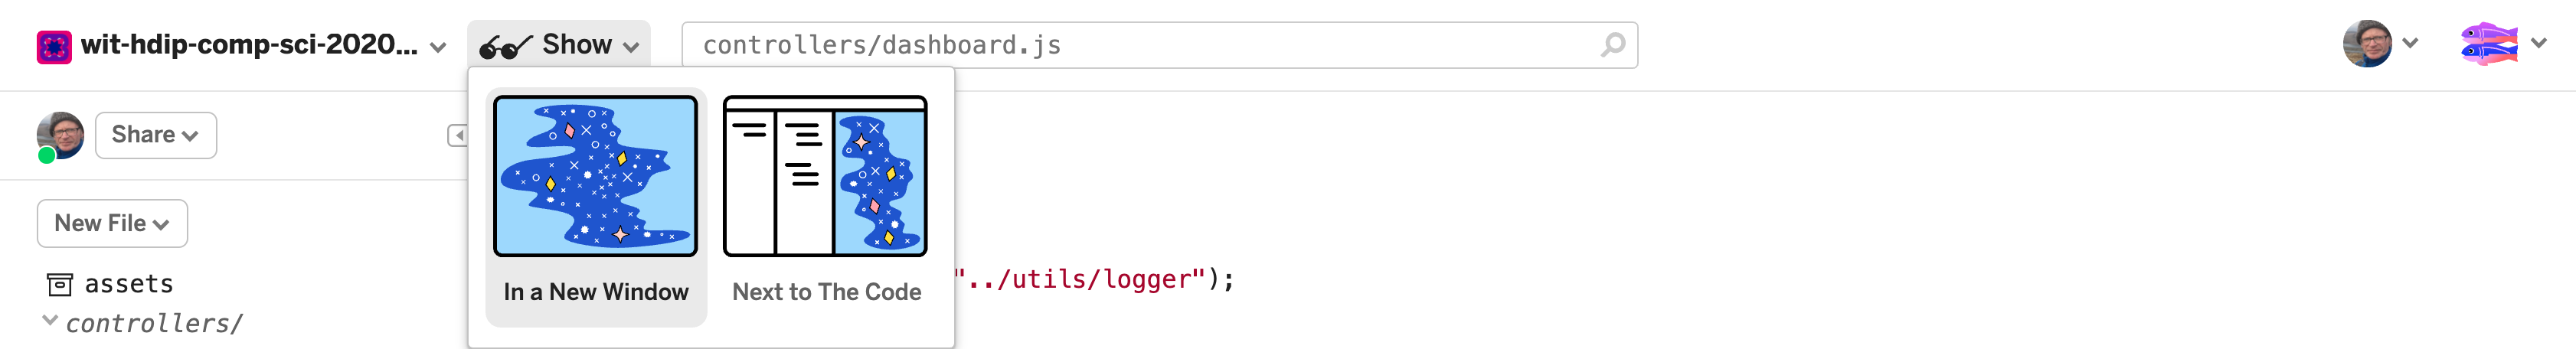 wit-hdip-comp-sci-2020...
Show
controllers/dashboard.js
Share
New File
assets
controllers/
In a New Window
Next to The Code
"../utils/logger");